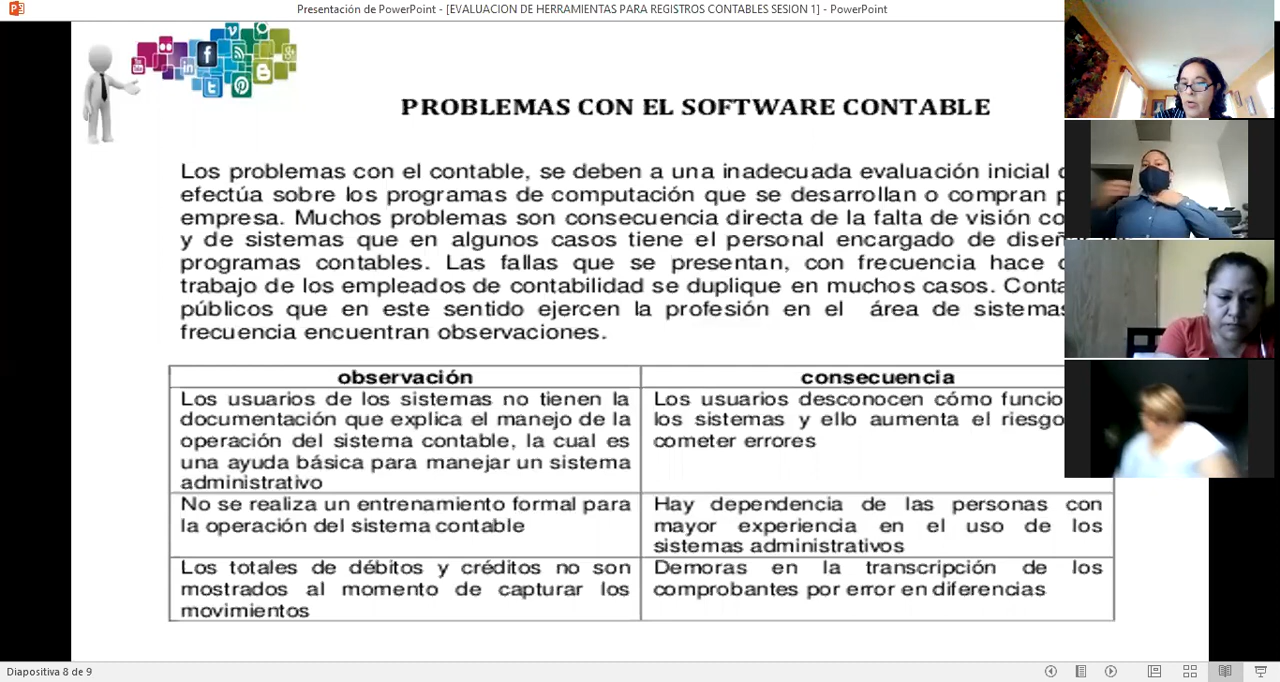 Presentación de PowerPoint - [EVALUACION DE HERRAMIENTAS PARA REGISTROS CONTABLES SESION 1] - PowerPoint
PROBLEMAS CON EL SOFTWARE CONTABLE
Los problemas con el contable, se deben a una inadecuada evaluación inicial
efectúa sobre los programas de computación que se desarrollan o compran
empresa. Muchos problemas son consecuencia directa de la falta de visión
y de sistemas que en algunos casos tiene el personal encargado de
programas contables. Las fallas que se presentan, con frecuencia hace
trabajo de los empleados de contabilidad se duplique en muchos casos.
públicos que en este sentido ejercen la profesión en el área de sistemas
frecuencia encuentran observaciones.
observación
consecuencia
Los usuarios de los sistemas no tienen la
documentación que explica el manejo de la
operación del sistema contable, la cual es
una ayuda básica para manejar un sistema
administrativo
Los usuarios desconocen cómo
los sistemas y ello aumenta el riesgo
cometer errores
No se realiza un entrenamiento formal para
la operación del sistema contable
Hay dependencia de las personas con
mayor experiencia en el uso de los
sistemas administrativos
Los totales de débitos y créditos no son
mostrados al momento de capturar los
movimientos
Demoras en la transcripción de los
comprobantes por error en diferencias
Diapositiva 8 de 9